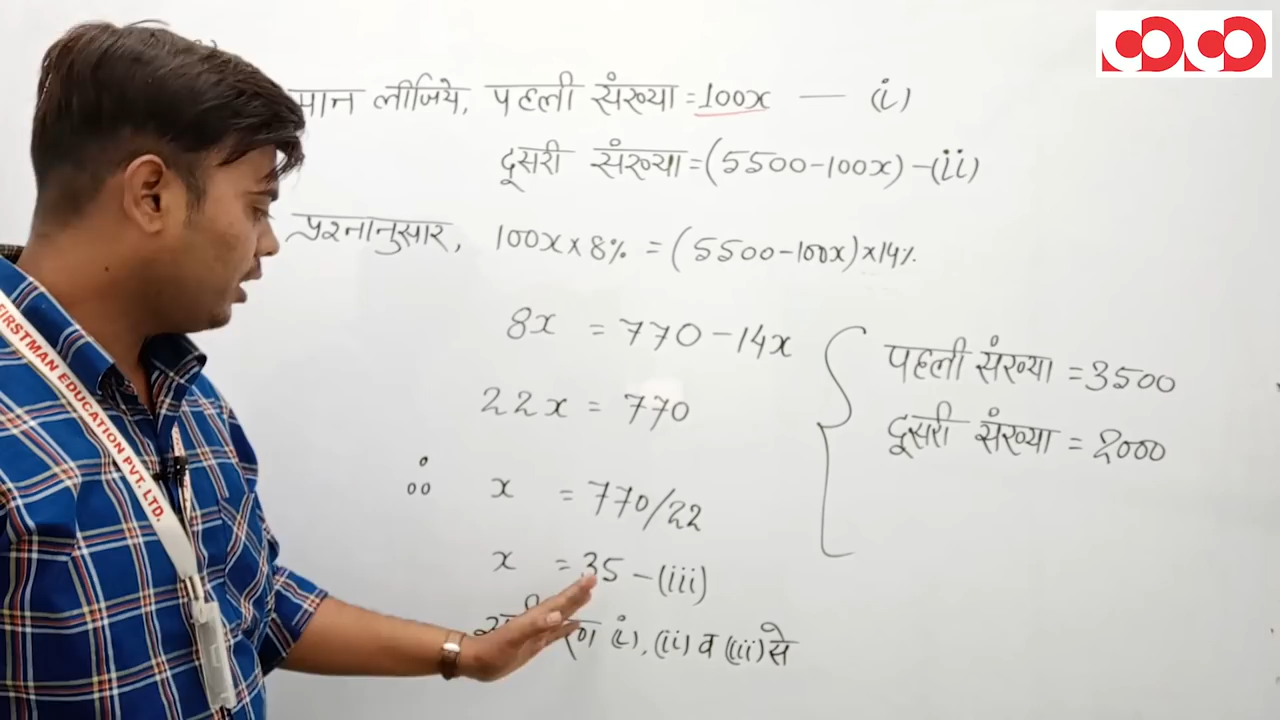 मान लीजिये, पहली संख्या = 100x — (i)
दूसरी संख्या = (5500-100x) -(ii)
प्रश्नानुसार, 100x × 8% = (5500-100x) × 14%
8x = 770 - 14x
22x = 770
∴ x = 770/22
x = 35 - (iii)
(i), (ii) व (iii) से
पहली संख्या = 3500
दूसरी संख्या = 2000
FIRSTMAN EDUCATION PVT. LTD.